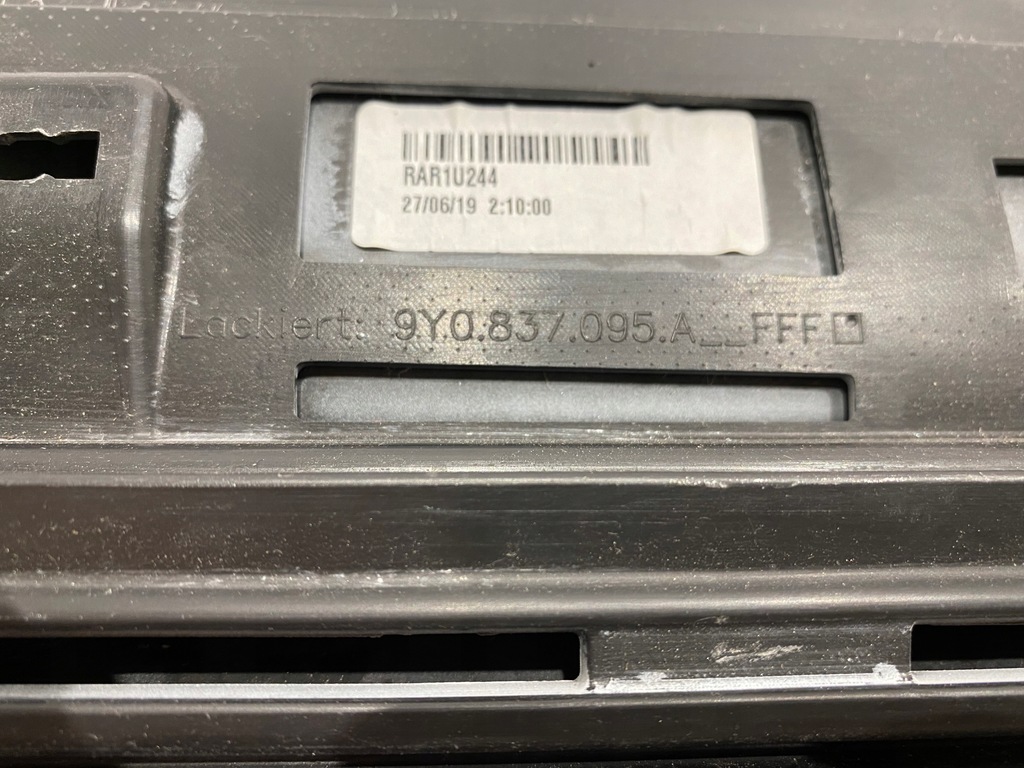 RAR1U244
27/06/19 2:10:00
Lackiert: 9Y0.837.095.A__FFF